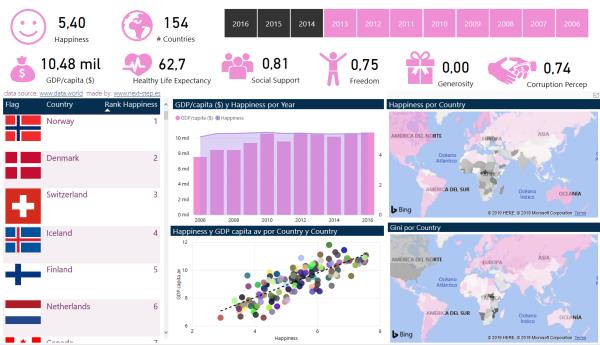 5,40
Happiness
154
# Countries
2016 2015 2014 2013 2012 2011 2010 2009 2008 2007 2006
10,48 mil
GDP/capita ($)
62,7
Healthy Life Expectancy
0,81
Social Support
0,75
Freedom
0,00
Generosity
0,74
Corruption Percep
data source: www.data.world made by: www.next-step.es
Flag Country Rank Happiness
Norway 1
Denmark 2
Switzerland 3
Iceland 4
Finland 5
Netherlands 6
Canada 7
GDP/capita ($) y Happiness por Year
GDP/capita ($) Happiness
10 mil
8 mil
6 mil
4 mil
2 mil
0 mil
4
2
0
2006 2008 2010 2012 2014 2016
Happiness y GDP capita av por Country y Country
GDP capita av
12
10
8
6
2 4 6 8
Happiness
Happiness por Country
AMÉRICA DEL NORTE
EUROPA
ASIA
Océano
Atlántico
AMÉRICA DEL SUR
Océano
Índico
OCEANÍA
Bing
© 2019 HERE, © 2019 Microsoft Corporation Terms
Gini por Country
AMÉRICA DEL NORTE
EUROPA
ASIA
Océano
Atlántico
AMÉRICA DEL SUR
Océano
Índico
OCEANÍA
Bing
© 2019 HERE, © 2019 Microsoft Corporation Terms